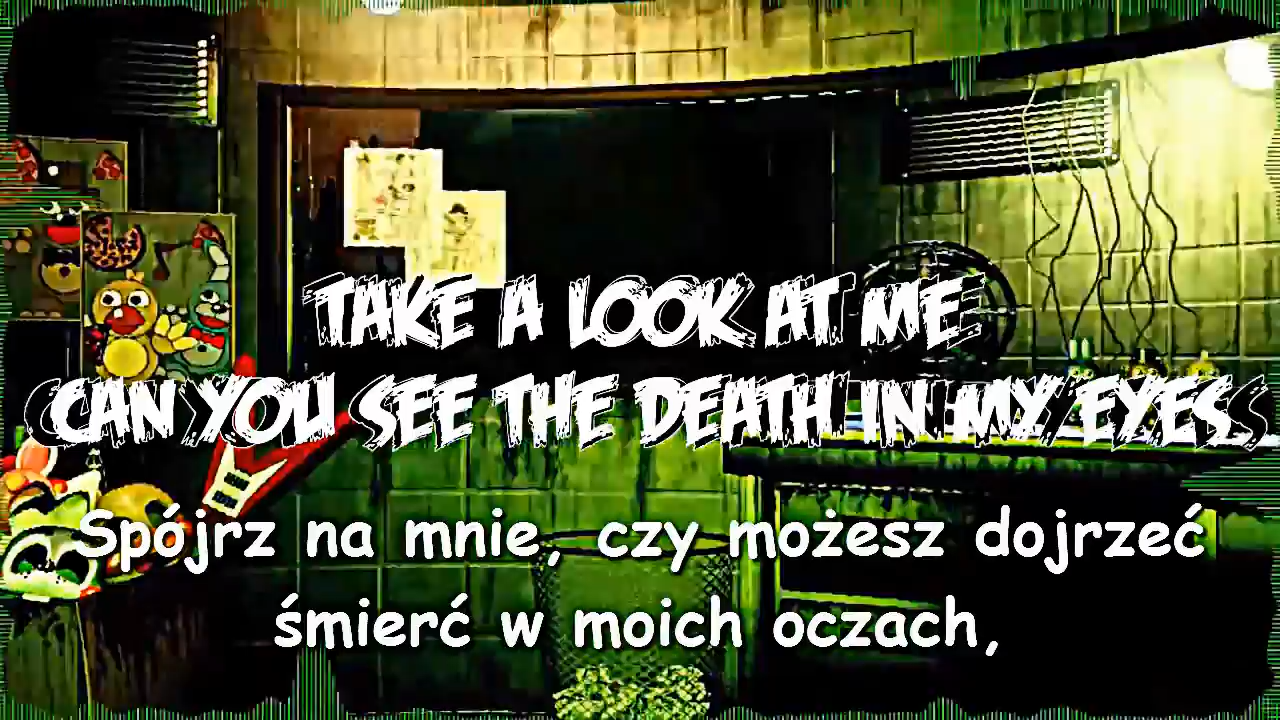 TAKE A LOOK AT ME
CAN YOU SEE THE DEATH IN MY EYES
Spójrz na mnie, czy możesz dojrzeć
śmierć w moich oczach,